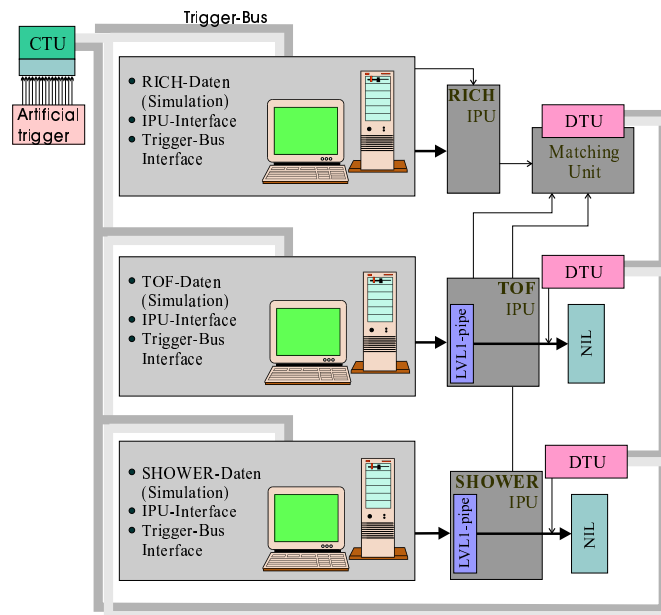 Trigger-Bus
CTU
Artificial
trigger
RICH-Daten
(Simulation)
IPU-Interface
Trigger-Bus
Interface
RICH
IPU
DTU
Matching
Unit
TOF-Daten
(Simulation)
IPU-Interface
Trigger-Bus
Interface
TOF
IPU
LVL1-pipe
DTU
NIL
SHOWER-Daten
(Simulation)
IPU-Interface
Trigger-Bus
Interface
SHOWER
IPU
LVL1-pipe
DTU
NIL